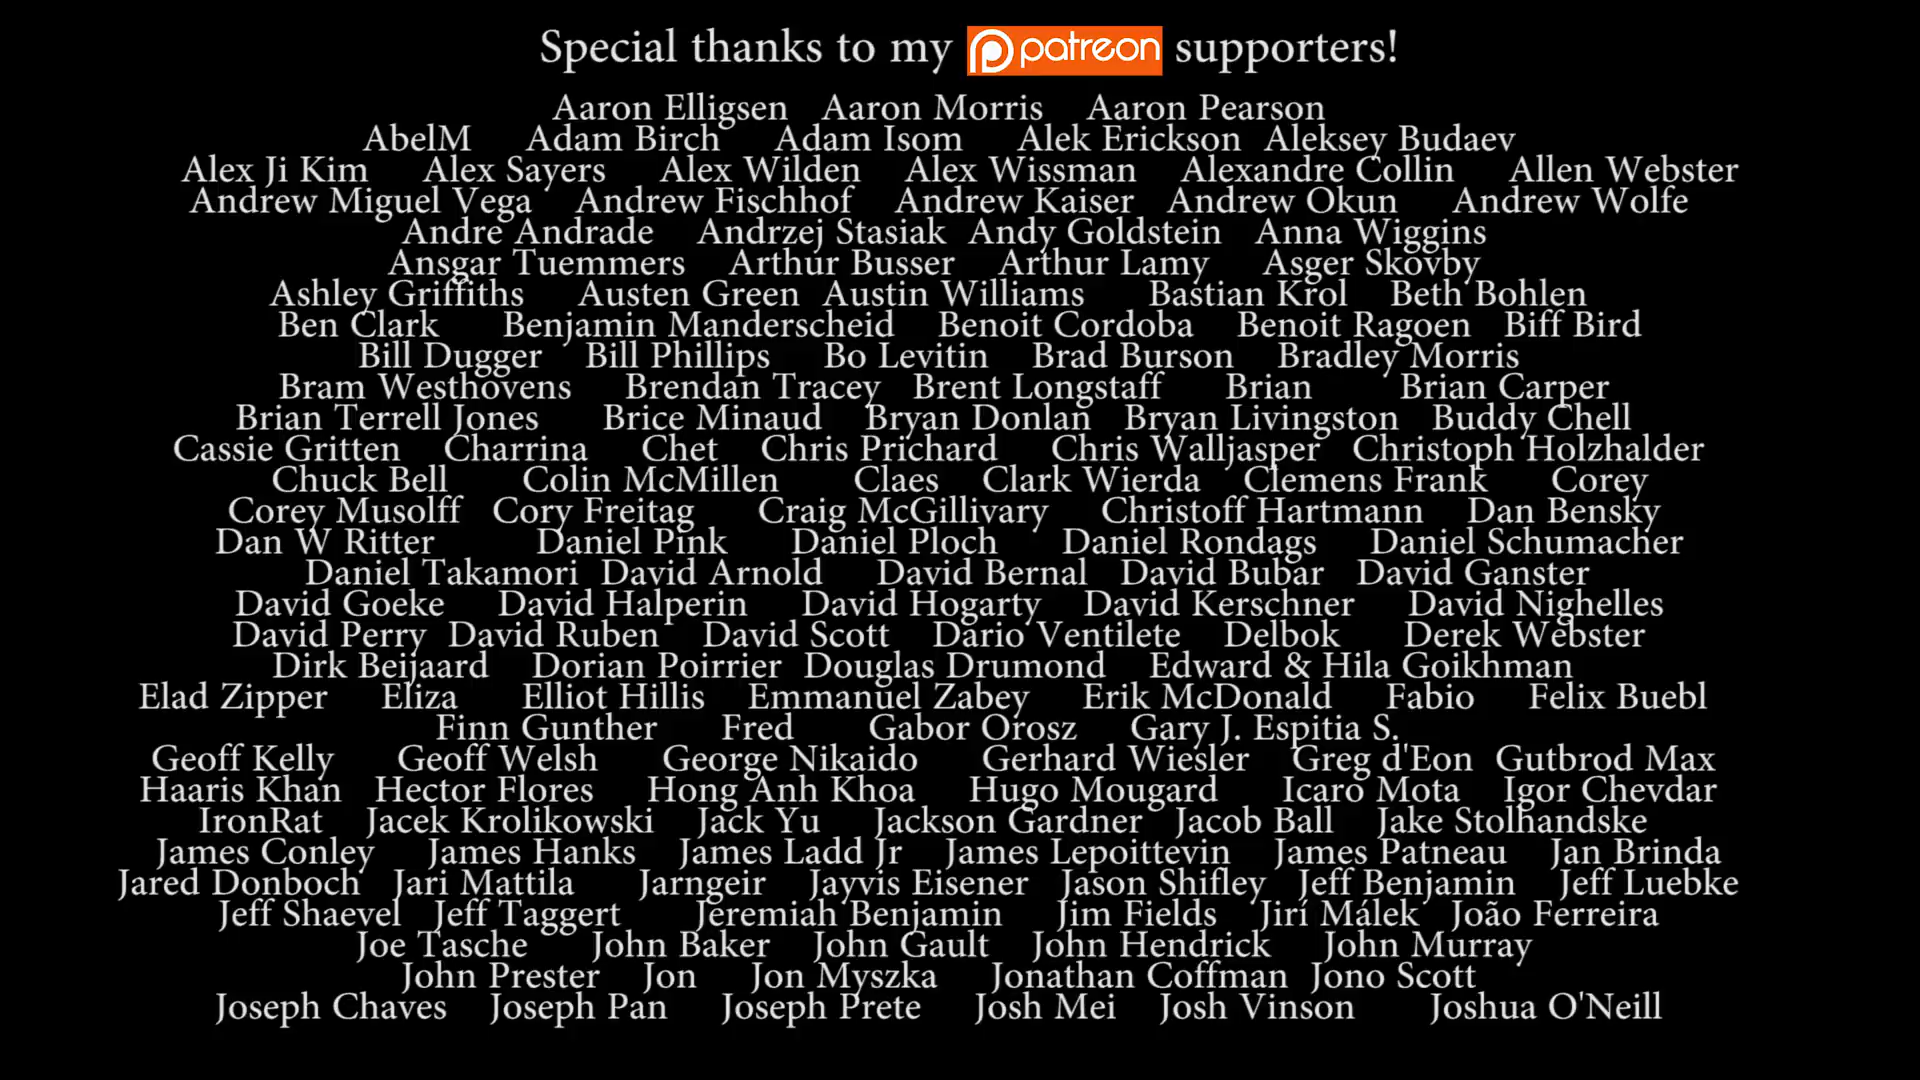 Special thanks to my patreon supporters!
Aaron Elligsen Aaron Morris Aaron Pearson
AbelM Adam Birch Adam Isom Alek Erickson Aleksey Budaev
Alex Ji Kim Alex Sayers Alex Wilden Alex Wissman Alexandre Collin Allen Webster
Andrew Miguel Vega Andrew Fischhof Andrew Kaiser Andrew Okun Andrew Wolfe
Andre Andrade Andrzej Stasiak Andy Goldstein Anna Wiggins
Ansgar Tuemmers Arthur Busser Arthur Lamy Asger Skovby
Ashley Griffiths Austen Green Austin Williams Bastian Krol Beth Bohlen
Ben Clark Benjamin Manderscheid Benoit Cordoba Benoit Ragoen Biff Bird
Bill Dugger Bill Phillips Bo Levitin Brad Burson Bradley Morris
Bram Westhovens Brendan Tracey Brent Longstaff Brian Brian Carper
Brian Terrell Jones Brice Minaud Bryan Donlan Bryan Livingston Buddy Chell
Cassie Gritten Charrina Chet Chris Prichard Chris Walljasper Christoph Holzhalder
Chuck Bell Colin McMillen Claes Clark Wierda Clemens Frank Corey
Corey Musolff Cory Freitag Craig McGillivary Christoff Hartmann Dan Bensky
Dan W Ritter Daniel Pink Daniel Ploch Daniel Rondags Daniel Schumacher
Daniel Takamori David Arnold David Bernal David Bubar David Ganster
David Goeke David Halperin David Hogarty David Kerschner David Nighelles
David Perry David Ruben David Scott Dario Ventilete Delbok Derek Webster
Dirk Beijaard Dorian Poirrier Douglas Drumond Edward & Hila Goikhman
Elad Zipper Eliza Elliot Hillis Emmanuel Zabey Erik McDonald Fabio Felix Buebl
Finn Gunther Fred Gabor Orosz Gary J. Espitia S.
Geoff Kelly Geoff Welsh George Nikaido Gerhard Wiesler Greg d'Eon Gutbrod Max
Haaris Khan Hector Flores Hong Anh Khoa Hugo Mougard Icaro Mota Igor Chevdar
IronRat Jacek Krolikowski Jack Yu Jackson Gardner Jacob Ball Jake Stolhandske
James Conley James Hanks James Ladd Jr James Lepoittevin James Patneau Jan Brinda
Jared Donboch Jari Mattila Jarngeir Jayvis Eisener Jason Shifley Jeff Benjamin Jeff Luebke
Jeff Shaevel Jeff Taggert Jeremiah Benjamin Jim Fields Jirí Málek João Ferreira
Joe Tasche John Baker John Gault John Hendrick John Murray
John Prester Jon Jon Myszka Jonathan Coffman Jono Scott
Joseph Chaves Joseph Pan Joseph Prete Josh Mei Josh Vinson Joshua O'Neill